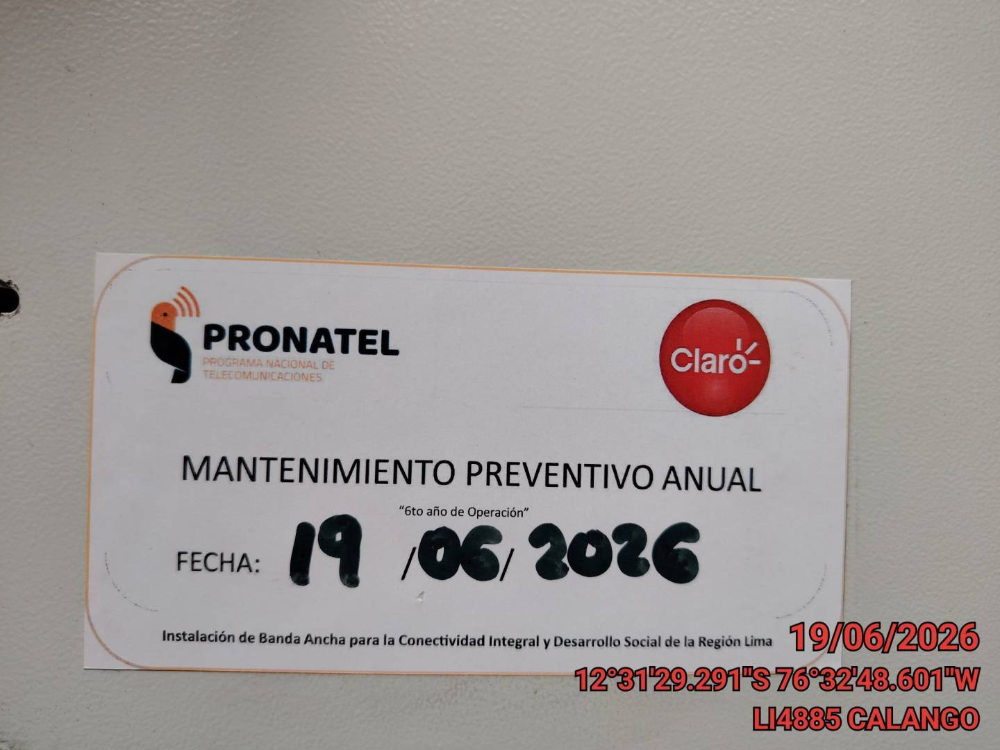 PRONATEL
PROGRAMA NACIONAL DE
TELECOMUNICACIONES
Claro
MANTENIMIENTO PREVENTIVO ANUAL
“6to año de Operación”
FECHA: 19 /06/ 2026
Instalación de Banda Ancha para la Conectividad Integral y Desarrollo Social de la Región Lima
19/06/2026
12°31'29.291"S 76°32'48.601"W
LI4885 CALANGO